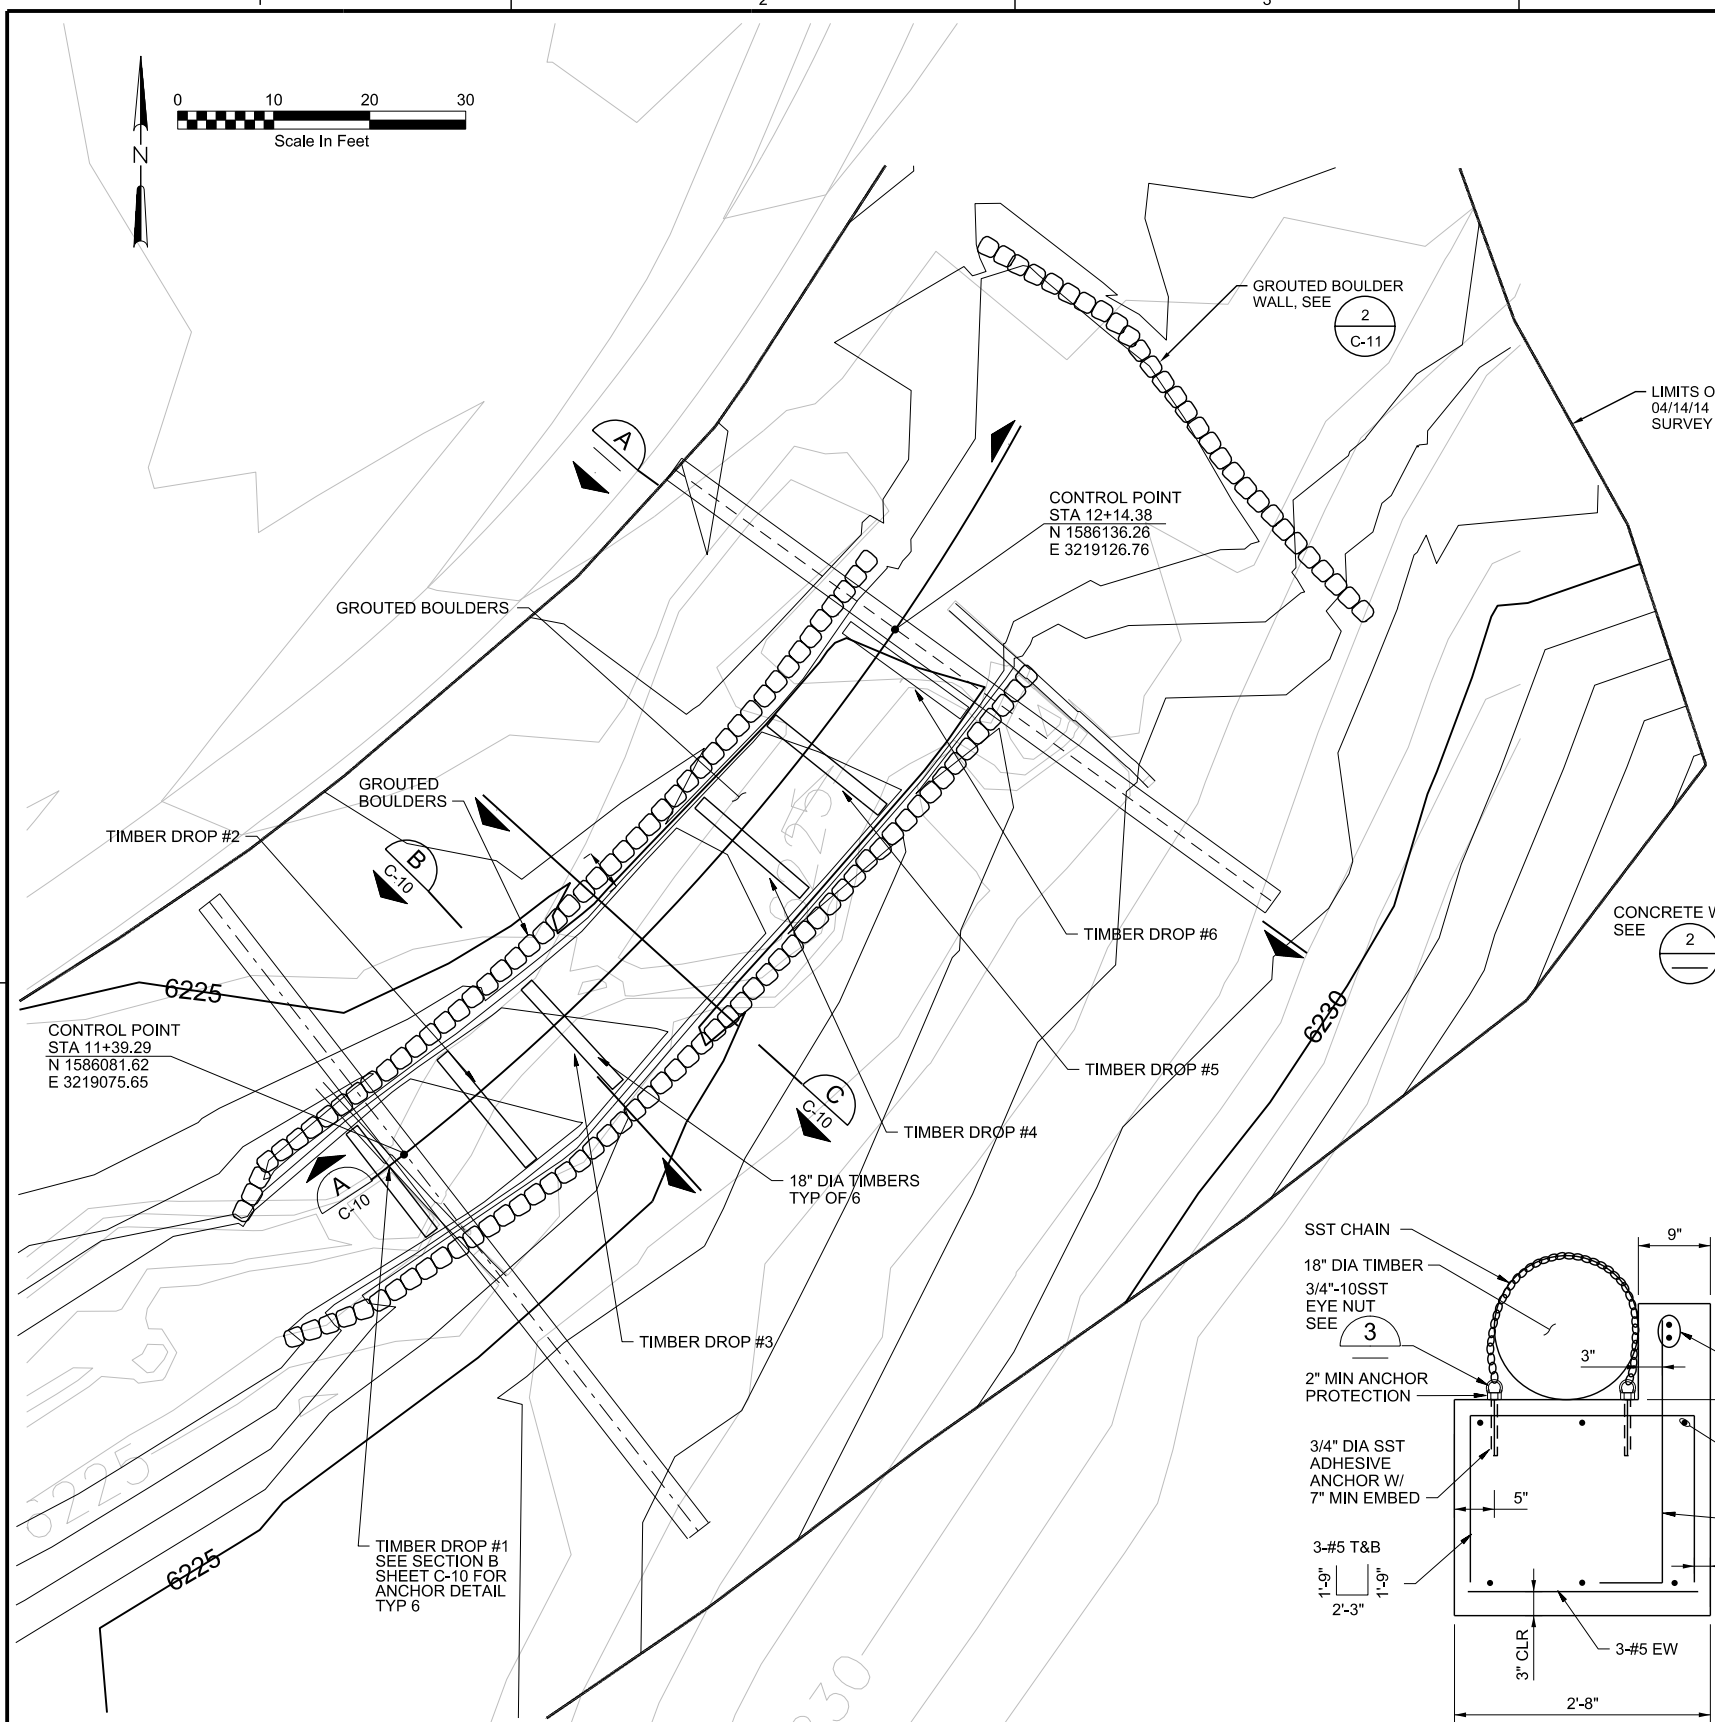 2
3
0 10 20 30
Scale In Feet
N
GROUTED BOULDER
WALL, SEE
2
C-11
LIMITS O
04/14/14
SURVEY
A
CONTROL POINT
STA 12+14.38
N 1586136.26
E 3219126.76
GROUTED BOULDERS
GROUTED
BOULDERS
TIMBER DROP #2
B
C-10
TIMBER DROP #6
CONCRETE W
SEE
2
6225
6230
CONTROL POINT
STA 11+39.29
N 1586081.62
E 3219075.65
TIMBER DROP #5
C
C-10
TIMBER DROP #4
A
C-10
18" DIA TIMBERS
TYP OF 6
TIMBER DROP #3
SST CHAIN
9"
18" DIA TIMBER
3/4"-10SST
EYE NUT
SEE
3
3"
2" MIN ANCHOR
PROTECTION
3/4" DIA SST
ADHESIVE
ANCHOR W/
7" MIN EMBED
5"
6225
TIMBER DROP #1
SEE SECTION B
SHEET C-10 FOR
ANCHOR DETAIL
TYP 6
6225
3-#5 T&B
1'-9"
1'-9"
2'-3"
3" CLR
3-#5 EW
2'-8"